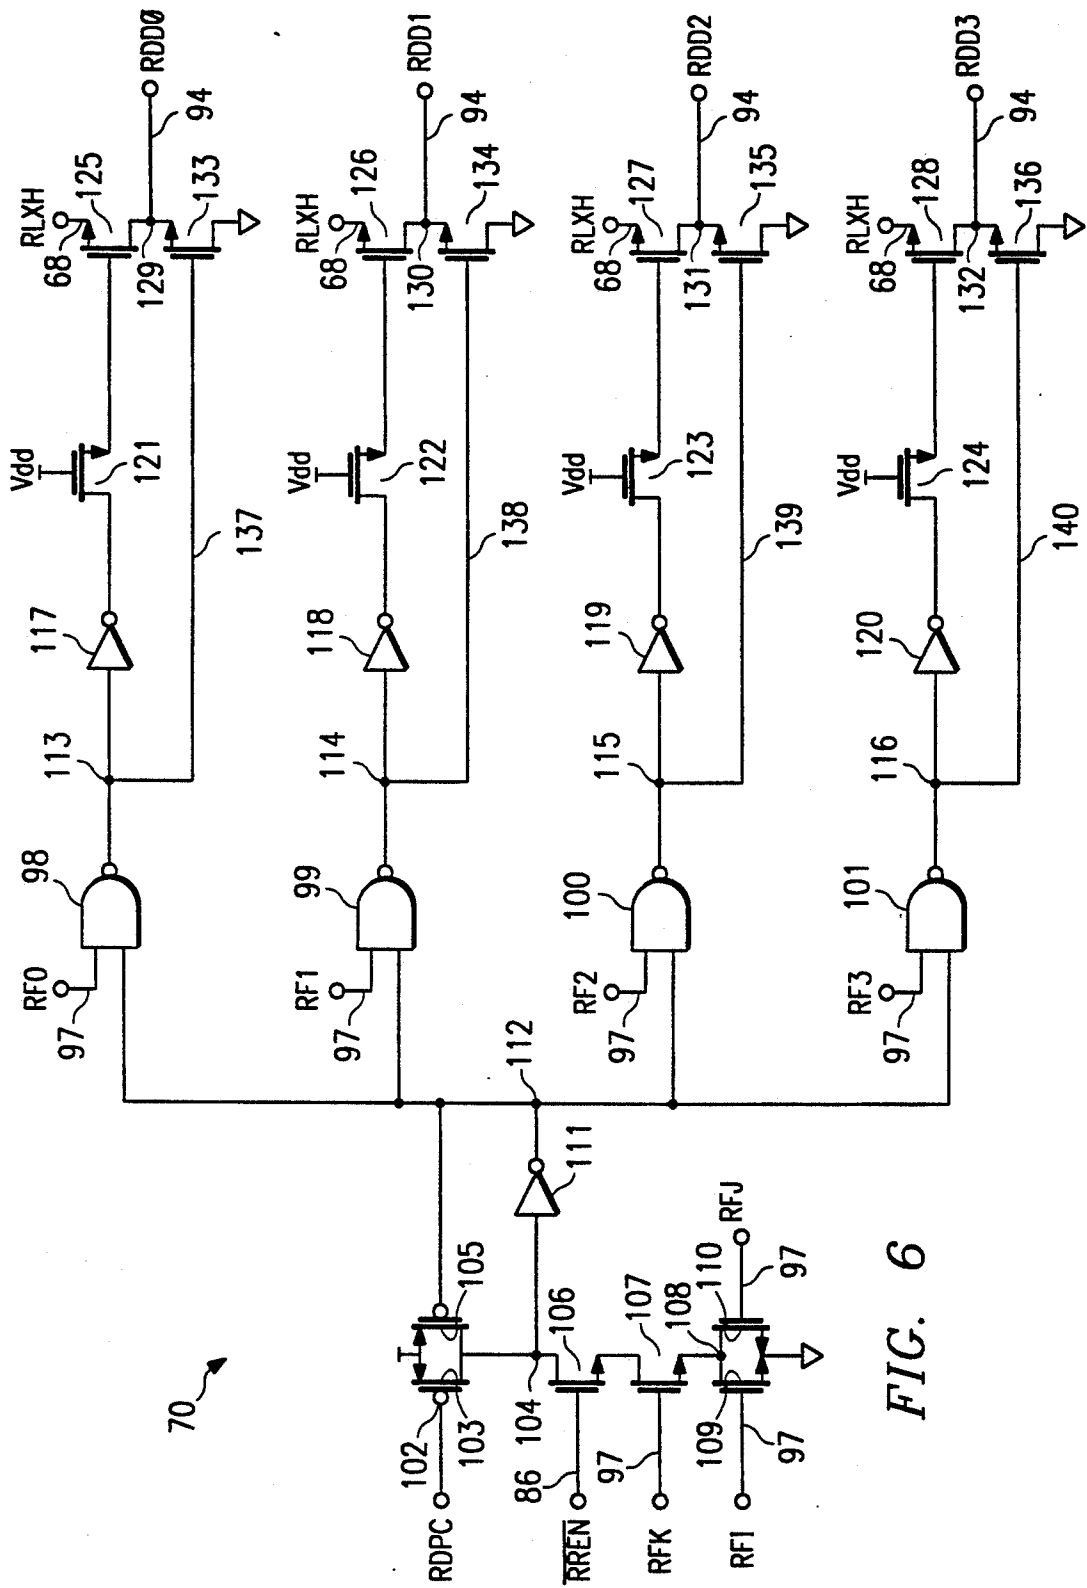 70
RDPC
102
103
105
104
R̅R̅E̅N̅
86
106
RFK
97
107
108
RFI
97
109
110
RFJ
97
111
112
RF0
97
98
113
117
Vdd
121
137
RLXH
68
125
129
133
94
RDD0
RF1
97
99
114
118
Vdd
122
138
RLXH
68
126
130
134
94
RDD1
RF2
97
100
115
119
Vdd
123
139
RLXH
68
127
131
135
94
RDD2
RF3
97
101
116
120
Vdd
124
140
RLXH
68
128
132
136
94
RDD3
FIG. 6